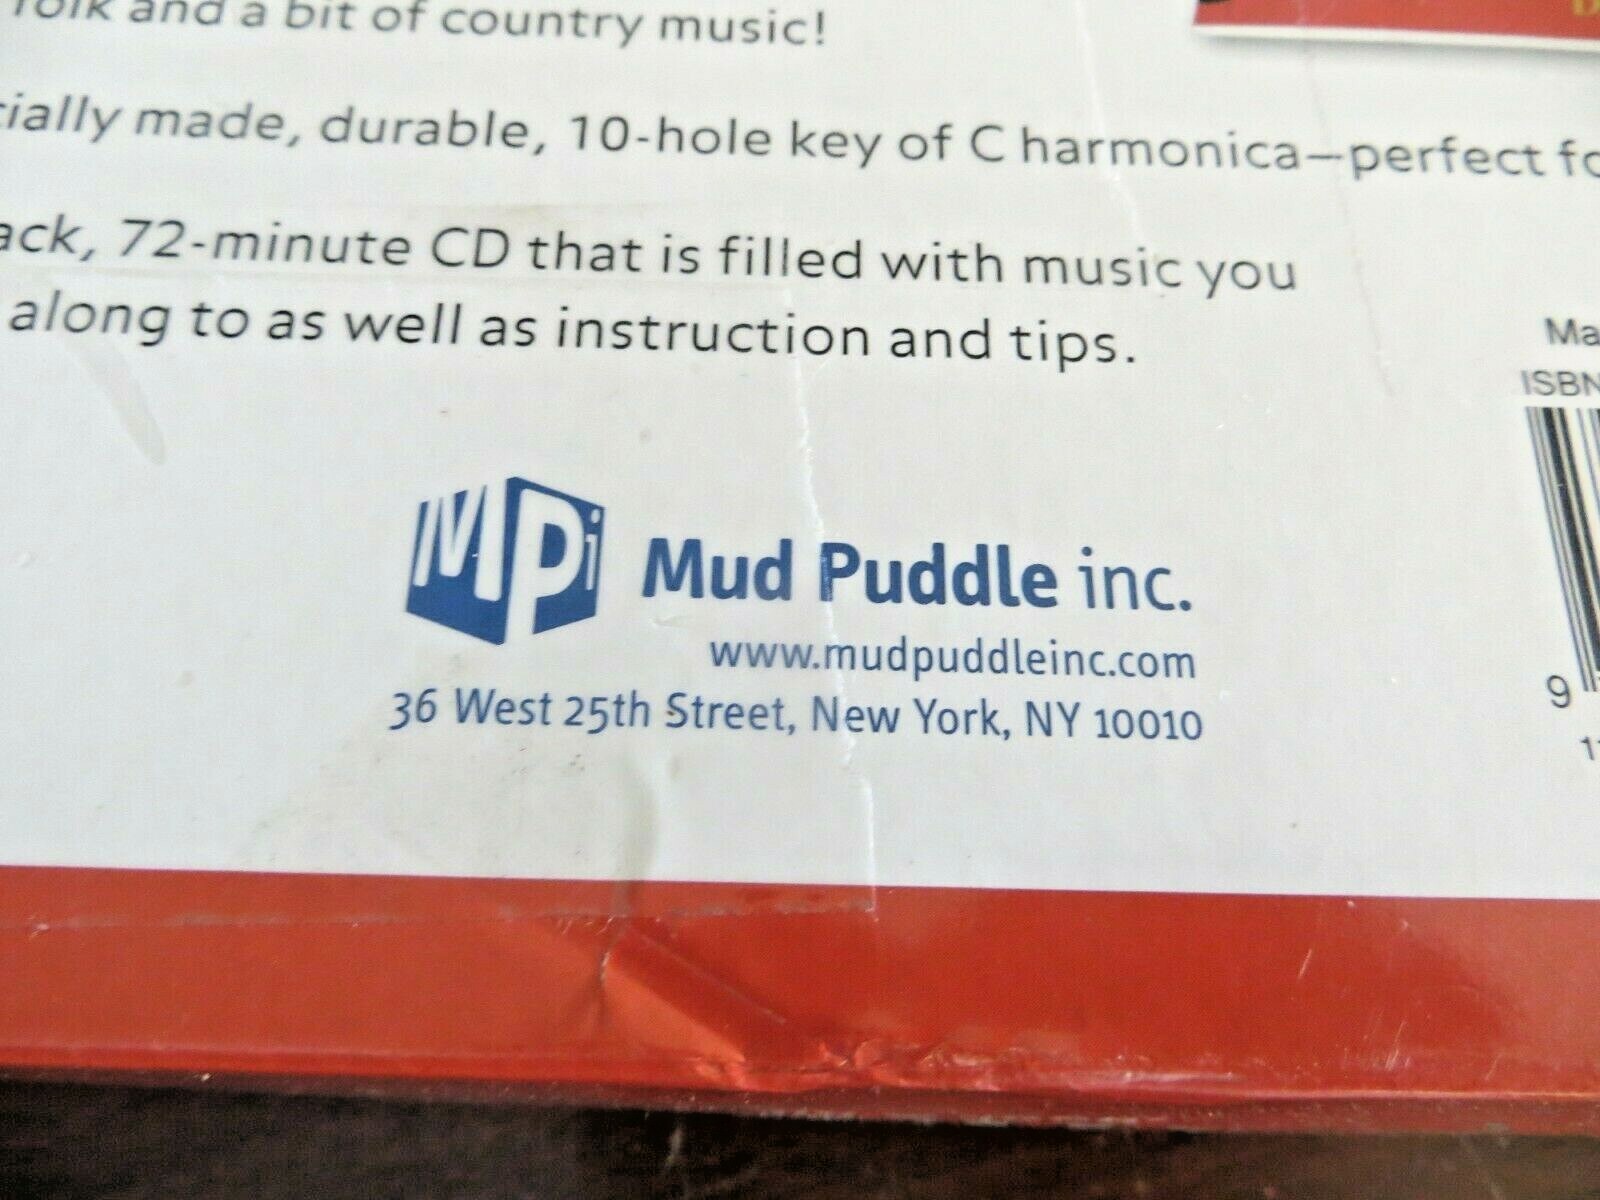 folk and a bit of country music!
cially made, durable, 10-hole key of C harmonica—perfect fo
ack, 72-minute CD that is filled with music you
along to as well as instruction and tips.
Ma
ISBN
MPi
Mud Puddle inc.
www.mudpuddleinc.com
36 West 25th Street, New York, NY 10010
9